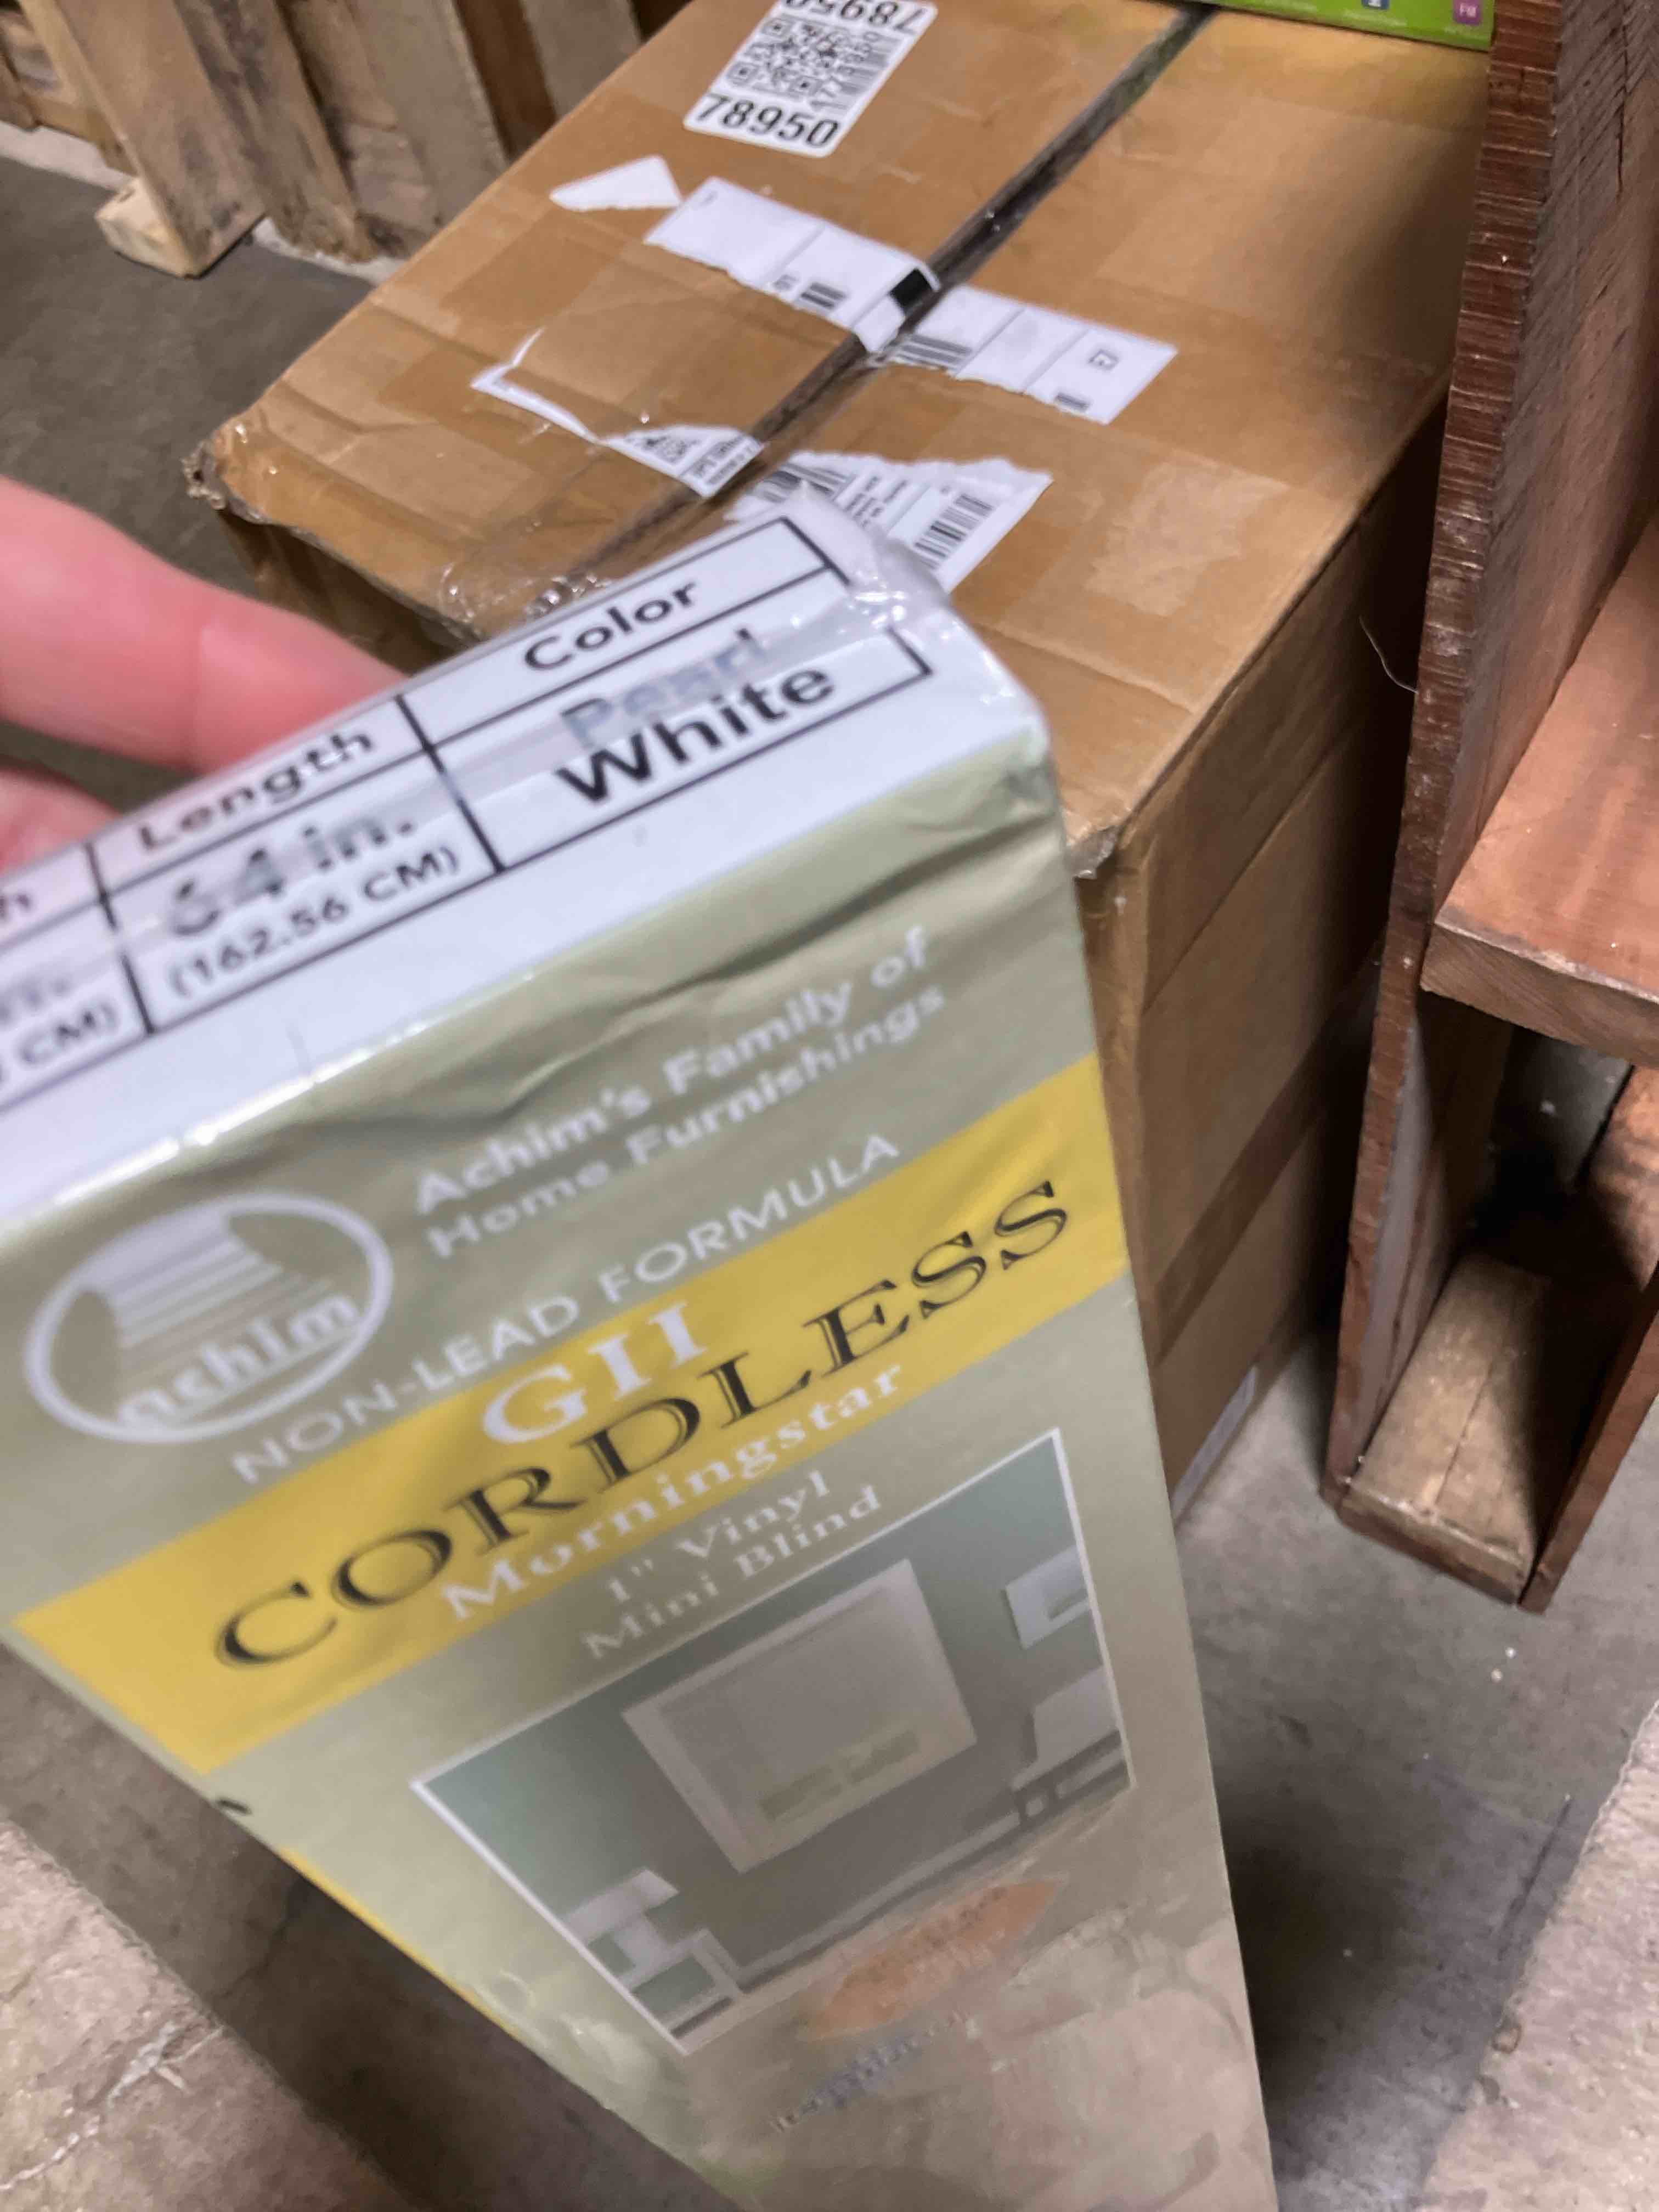 78950
78950
Color
Pearl
White
Length
64 in.
(162.56 CM)
CM)
Achim's Family of
Home Furnishings
achim
NON-LEAD FORMULA
GII
CORDLESS
Morningstar
1" Vinyl
Mini Blind